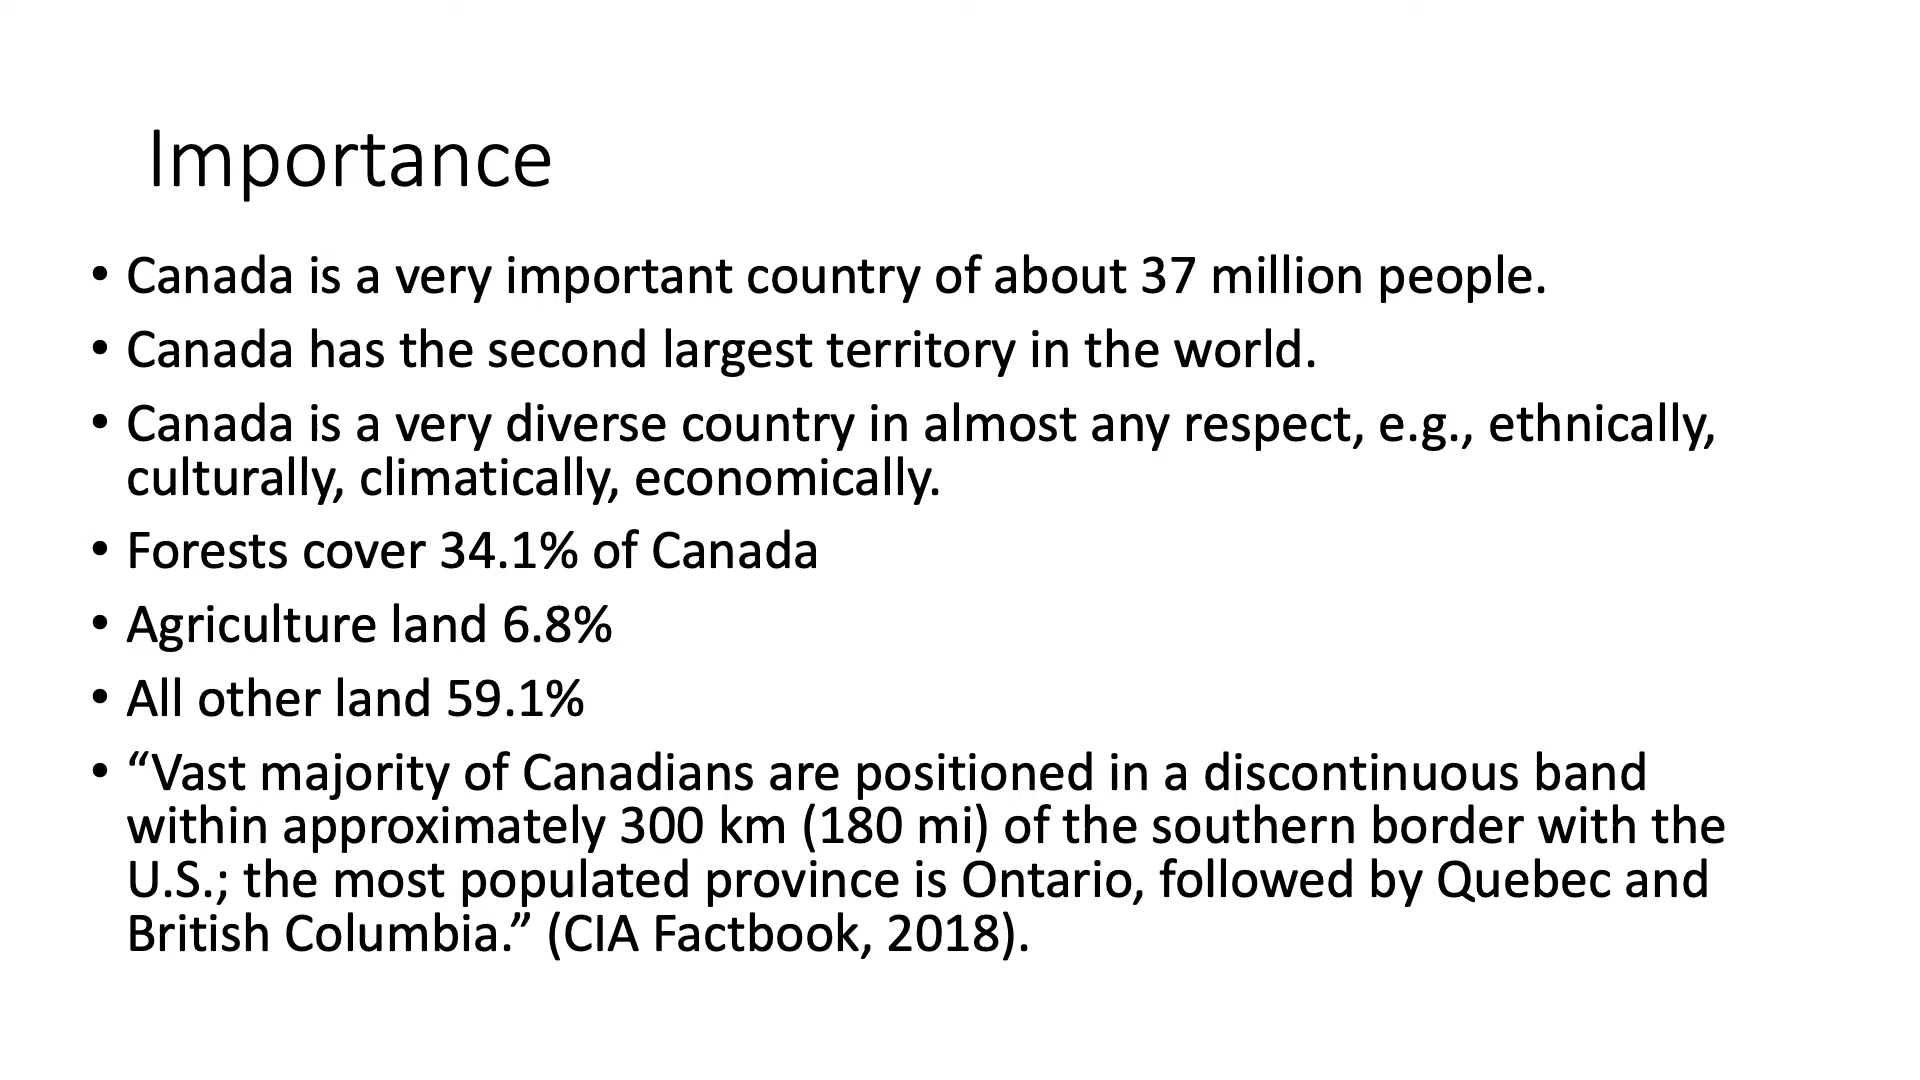 Importance
• Canada is a very important country of about 37 million people.
• Canada has the second largest territory in the world.
• Canada is a very diverse country in almost any respect, e.g., ethnically,
culturally, climatically, economically.
• Forests cover 34.1% of Canada
• Agriculture land 6.8%
• All other land 59.1%
• “Vast majority of Canadians are positioned in a discontinuous band
within approximately 300 km (180 mi) of the southern border with the
U.S.; the most populated province is Ontario, followed by Quebec and
British Columbia.” (CIA Factbook, 2018).